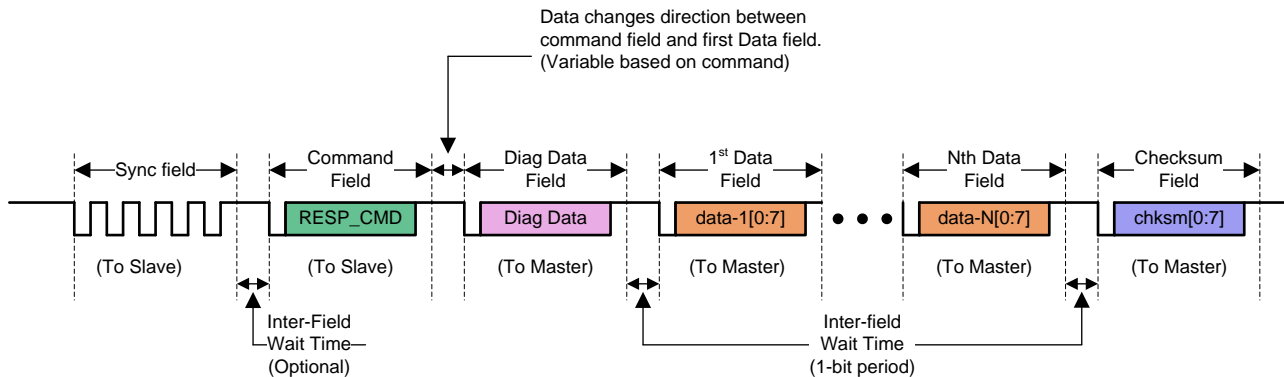 Data changes direction between
command field and first Data field.
(Variable based on command)
Sync field
Command
Field
Diag Data
Field
1st Data
Field
Nth Data
Field
Checksum
Field
RESP_CMD
Diag Data
data-1[0:7]
data-N[0:7]
chksm[0:7]
(To Slave)
(To Slave)
(To Master)
(To Master)
(To Master)
(To Master)
Inter-Field
Wait Time
(Optional)
Inter-field
Wait Time
(1-bit period)